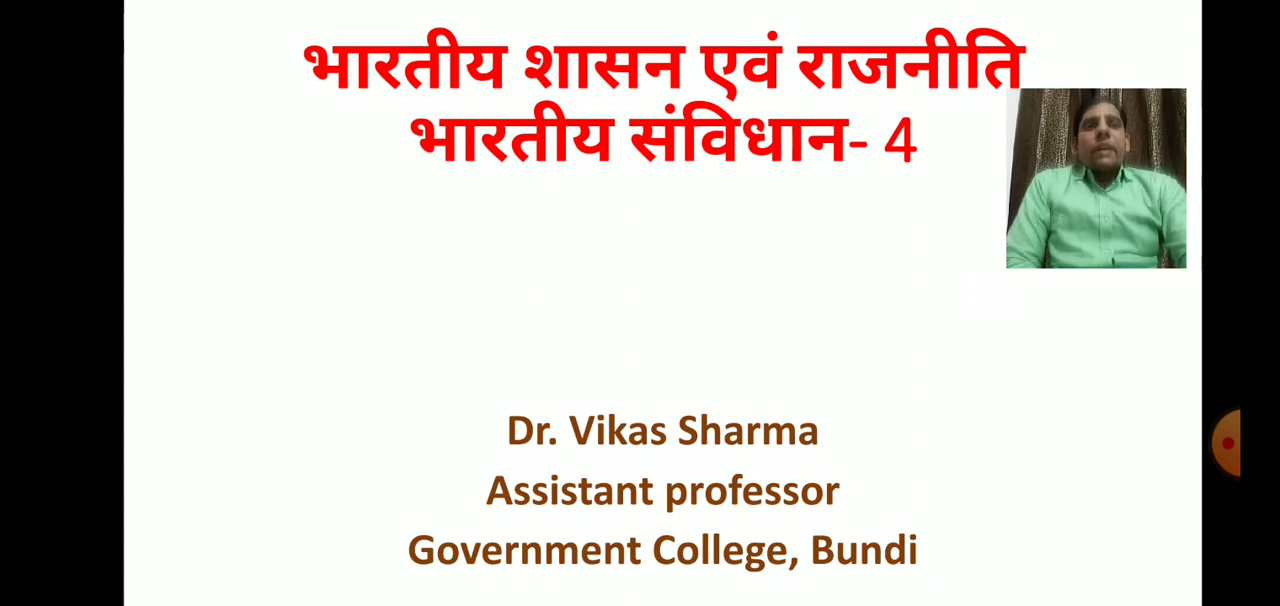 भारतीय शासन एवं राजनीति
भारतीय संविधान- 4
Dr. Vikas Sharma
Assistant professor
Government College, Bundi